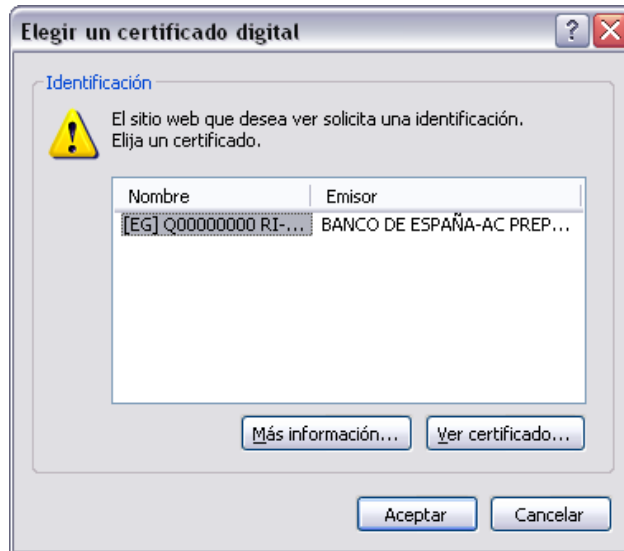 Elegir un certificado digital
Identificación
El sitio web que desea ver solicita una identificación.
Elija un certificado.
Nombre Emisor
[EG] Q00000000 RI-... BANCO DE ESPAÑA-AC PREP...
Más información... Ver certificado...
Aceptar Cancelar